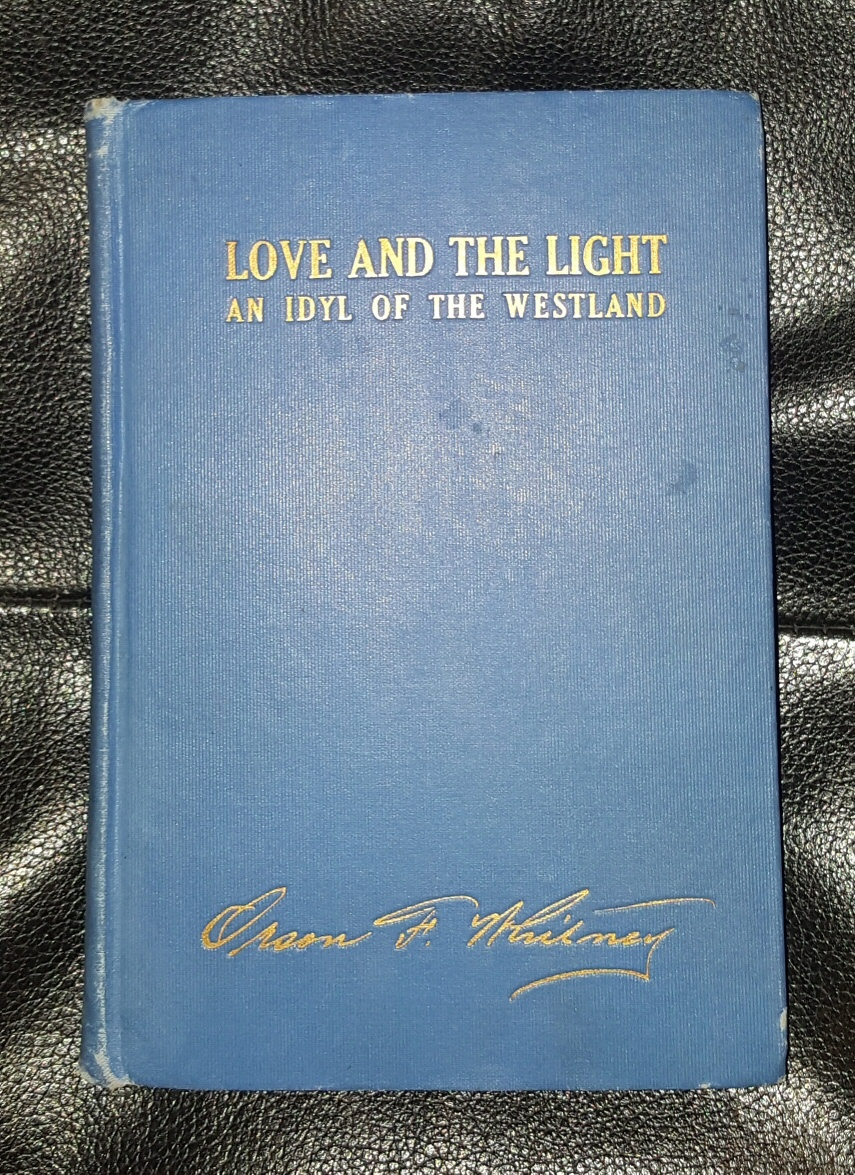 LOVE AND THE LIGHT
AN IDYL OF THE WESTLAND
Orson F. Whitney